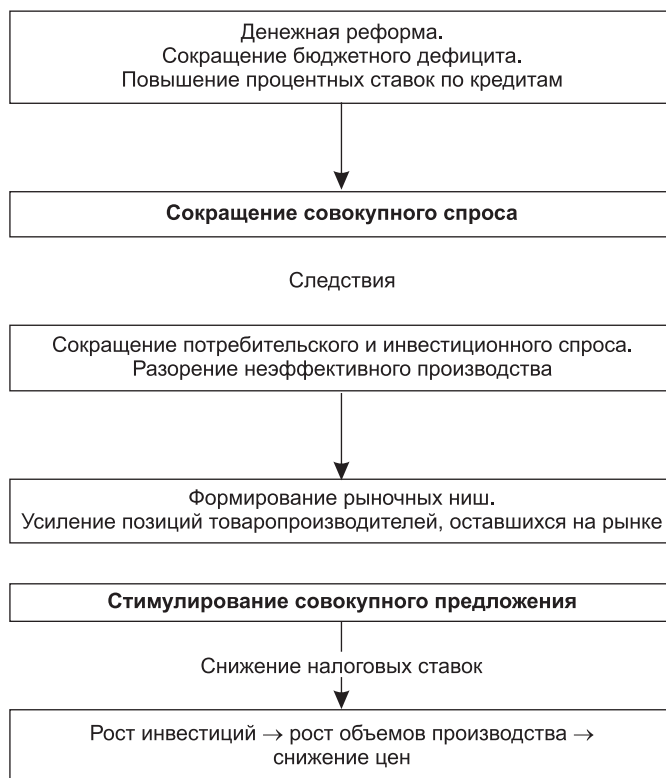 Денежная реформа.
Сокращение бюджетного дефицита.
Повышение процентных ставок по кредитам
Сокращение совокупного спроса
Следствия
Сокращение потребительского и инвестиционного спроса.
Разорение неэффективного производства
Формирование рыночных ниш.
Усиление позиций товаропроизводителей, оставшихся на рынке
Стимулирование совокупного предложения
Снижение налоговых ставок
Рост инвестиций → рост объемов производства →
снижение цен